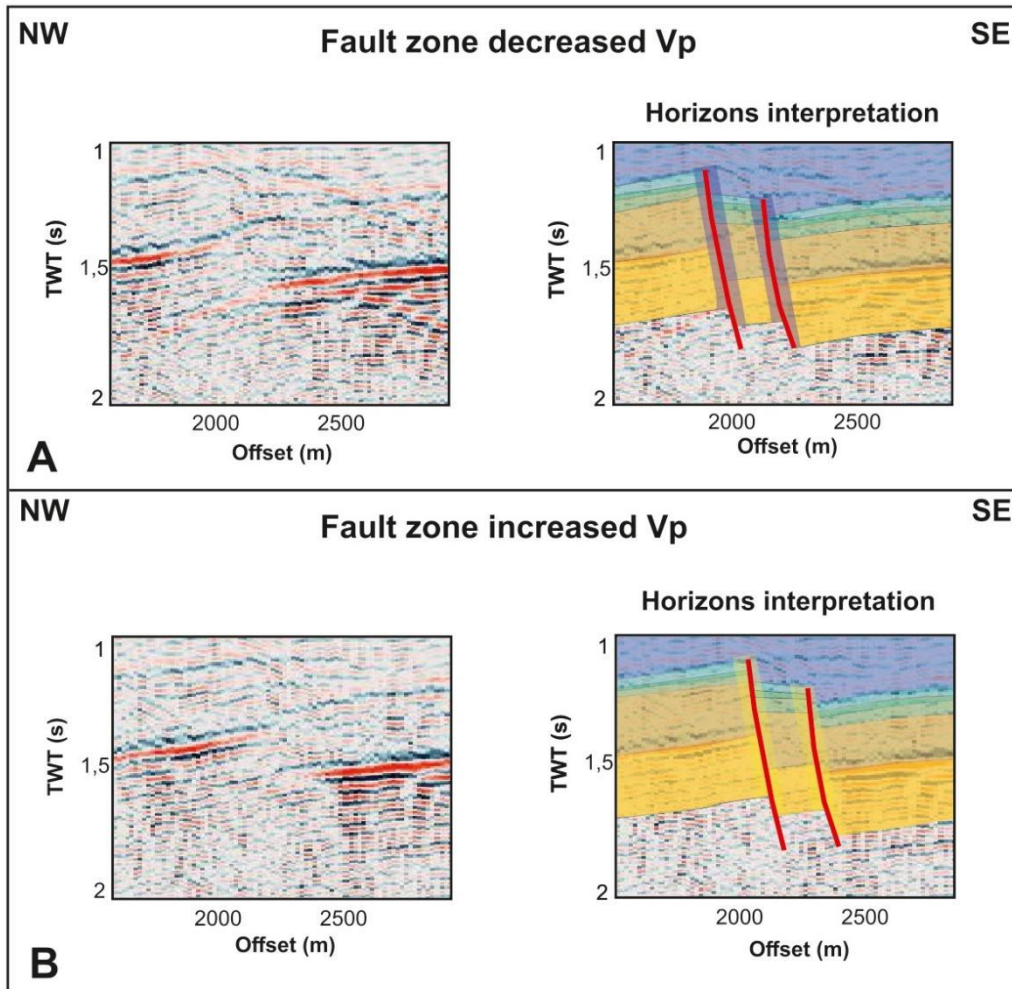 NW
Fault zone decreased Vp
SE
Horizons interpretation
1
1,5
2
TWT (s)
2000 2500
Offset (m)
1
1,5
2
TWT (s)
2000 2500
Offset (m)
A
NW
Fault zone increased Vp
SE
Horizons interpretation
1
1,5
2
TWT (s)
2000 2500
Offset (m)
1
1,5
2
TWT (s)
2000 2500
Offset (m)
B